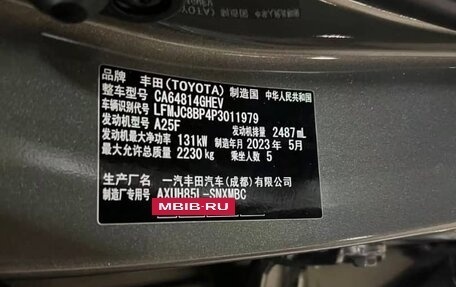 品牌 丰田(TOYOTA) 制造国 中华人民共和国
整车型号 CA64814GHEV
车辆识别代号 LFMJC8BP4P3011979
发动机型号 A25F 发动机排量 2487mL
发动机最大净功率 131kW 制造年月 2023年 5月
最大允许总质量 2230kg 乘坐人数 5
生产厂名 一汽丰田汽车(成都)有限公司
制造厂专用号 AXUH85L-SNXMBC
MBIB-RU